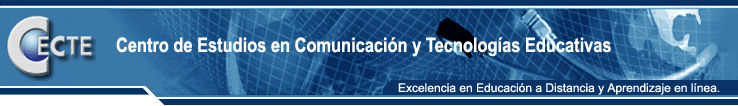 CECTE
Centro de Estudios en Comunicación y Tecnologías Educativas
Excelencia en Educación a Distancia y Aprendizaje en línea.